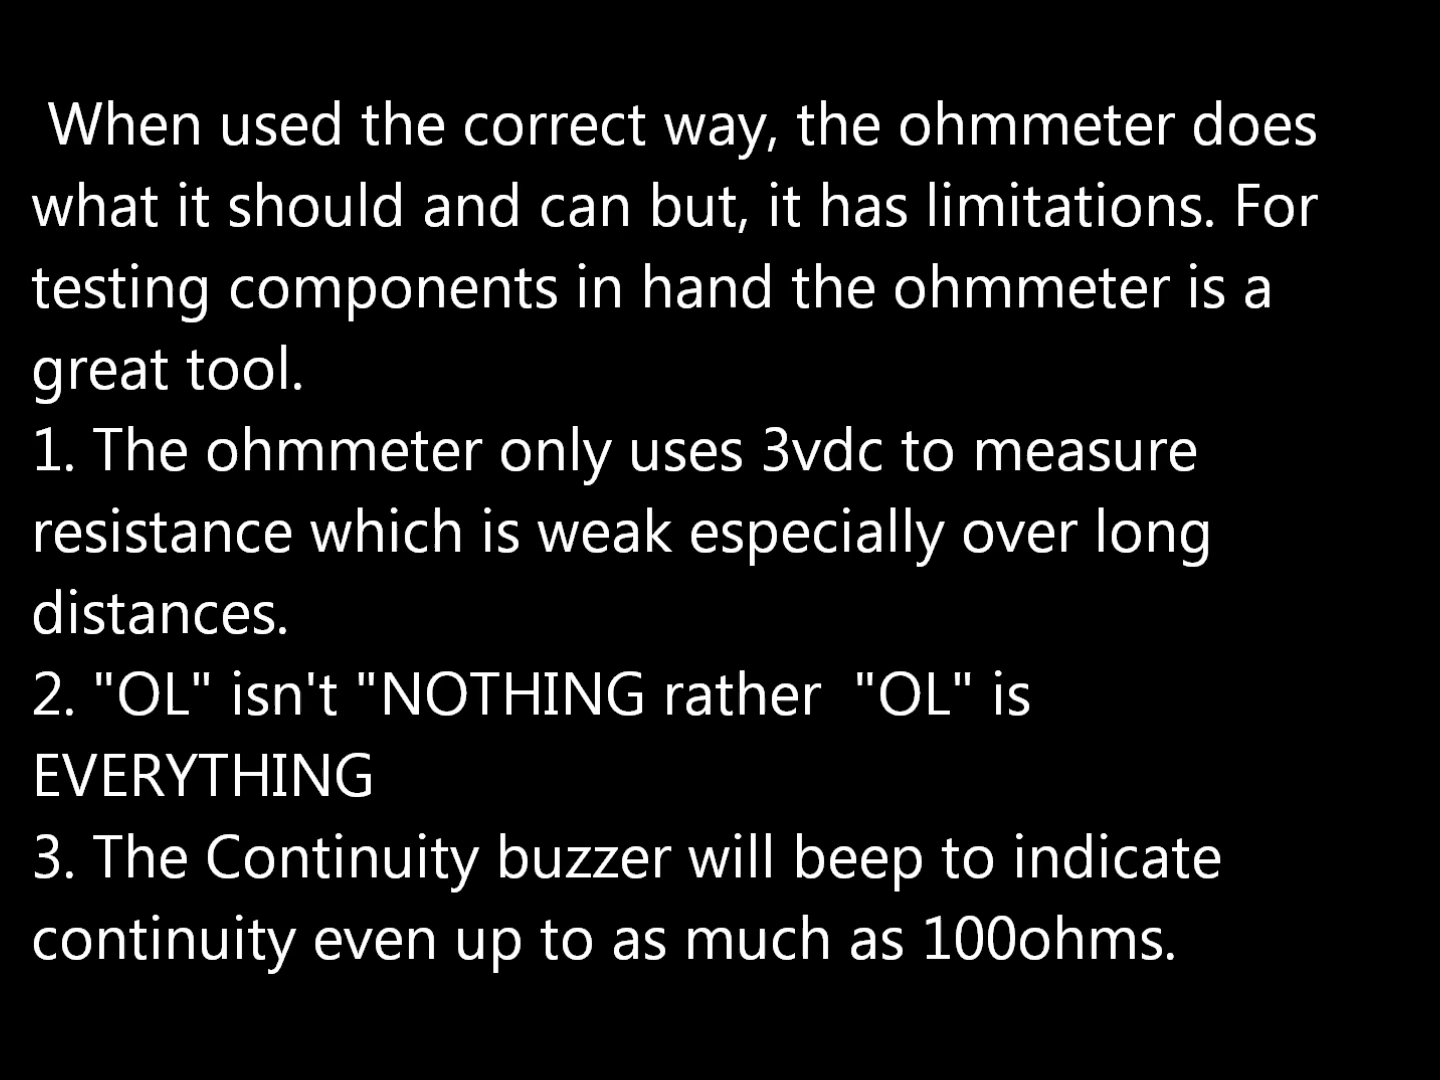 When used the correct way, the ohmmeter does
what it should and can but, it has limitations. For
testing components in hand the ohmmeter is a
great tool.
1. The ohmmeter only uses 3vdc to measure
resistance which is weak especially over long
distances.
2. "OL" isn't "NOTHING rather  "OL" is
EVERYTHING
3. The Continuity buzzer will beep to indicate
continuity even up to as much as 100ohms.